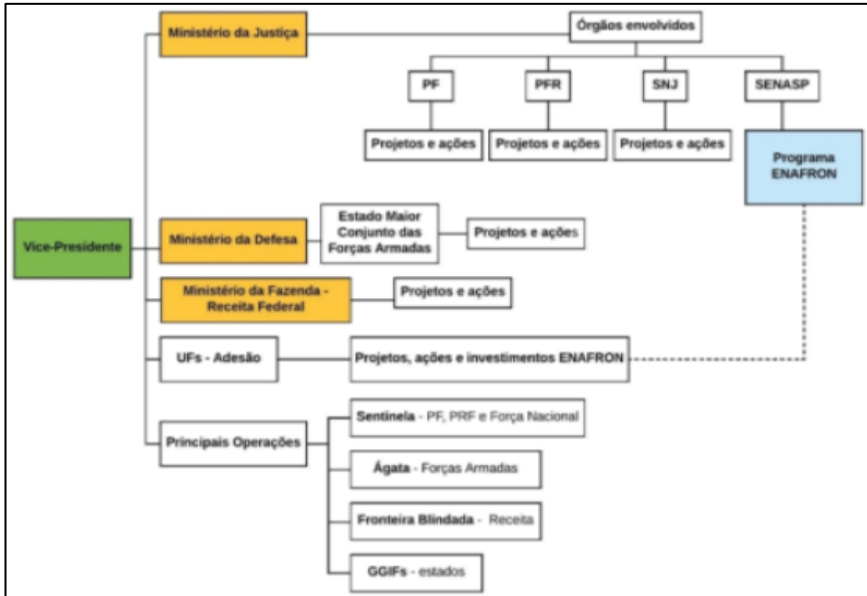 Ministério da Justiça
Órgãos envolvidos
PF
PFR
SNJ
SENASP
Projetos e ações
Projetos e ações
Projetos e ações
Programa
ENAFRON
Vice-Presidente
Ministério da Defesa
Estado Maior
Conjunto das
Forças Armadas
Projetos e ações
Ministério da Fazenda -
Receita Federal
Projetos e ações
UFs - Adesão
Projetos, ações e investimentos ENAFRON
Principais Operações
Sentinela - PF, PRF e Força Nacional
Ágata - Forças Armadas
Fronteira Blindada - Receita
GGIFs - estados